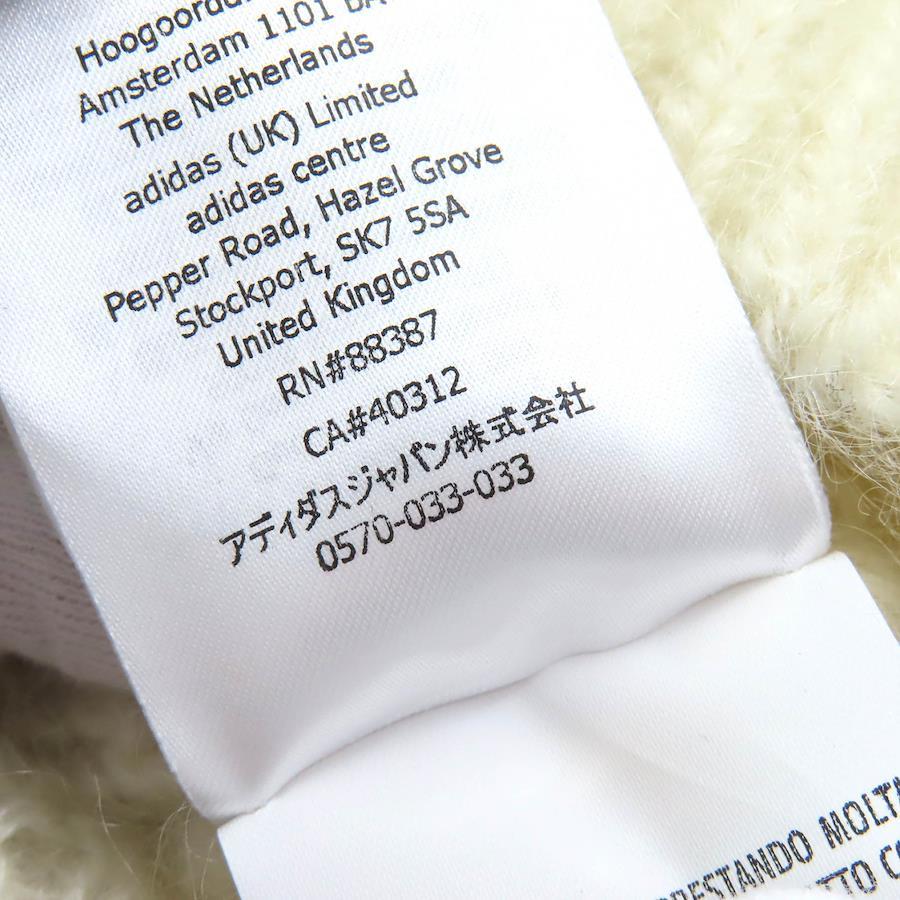 Amsterdam 1101 BA
The Netherlands
adidas (UK) Limited
adidas centre
Pepper Road, Hazel Grove
Stockport, SK7 5SA
United Kingdom
RN#88387
CA#40312
アディダスジャパン株式会社
0570-033-033
PRESTANDO